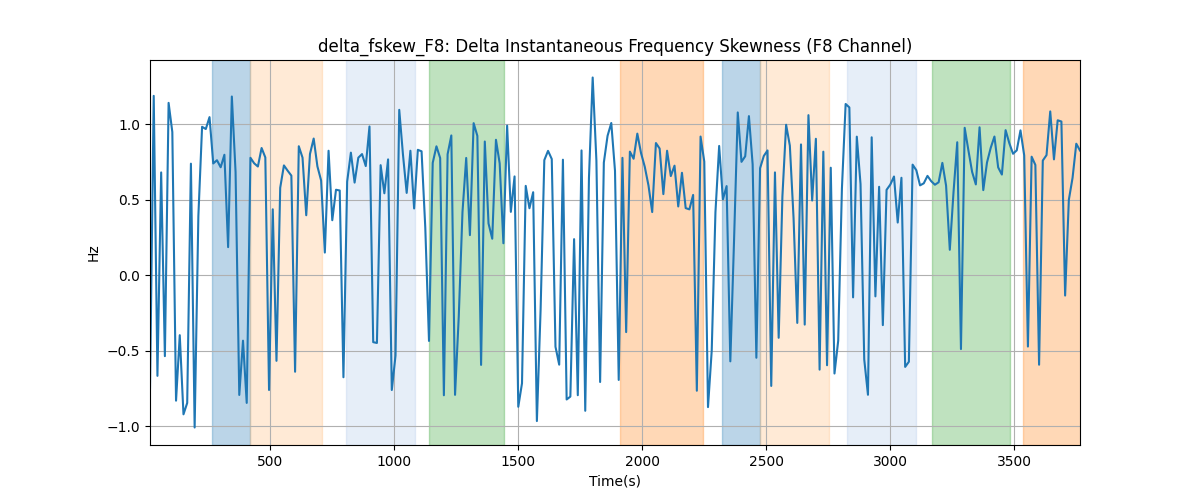 delta_fskew_F8: Delta Instantaneous Frequency Skewness (F8 Channel)
1.0
0.5
0.0
−0.5
−1.0
Hz
500 1000 1500 2000 2500 3000 3500
Time(s)